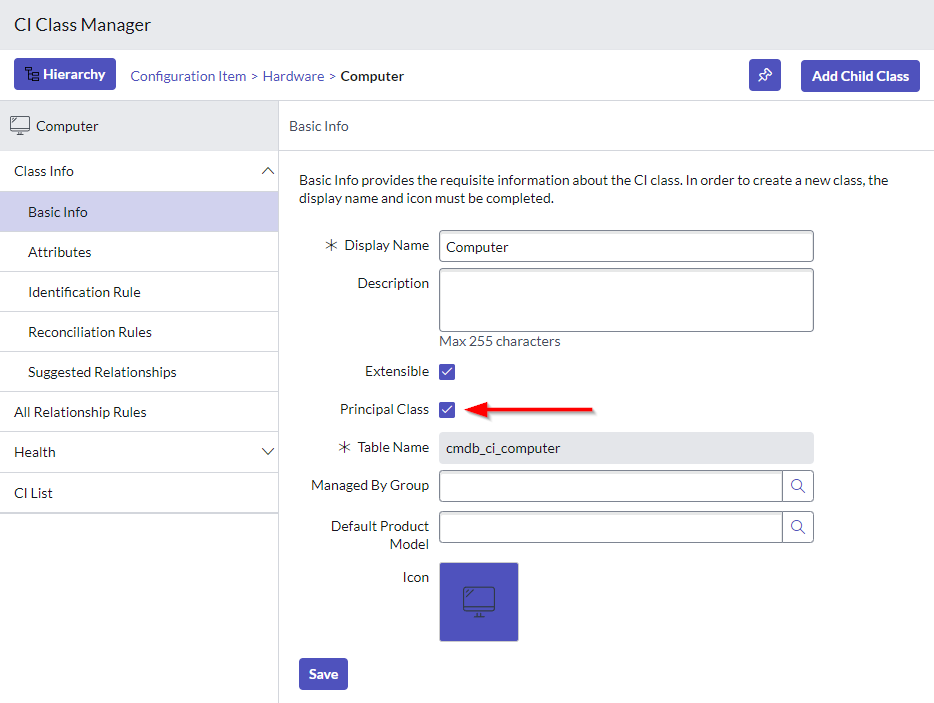 CI Class Manager
Hierarchy
Configuration Item > Hardware > Computer
Add Child Class
Computer
Class Info
Basic Info
Attributes
Identification Rule
Reconciliation Rules
Suggested Relationships
All Relationship Rules
Health
CI List
Basic Info
Basic Info provides the requisite information about the CI class. In order to create a new class, the
display name and icon must be completed.
Display Name Computer
Description
Max 255 characters
Extensible
Principal Class
Table Name cmdb_ci_computer
Managed By Group
Default Product
Model
Icon
Save